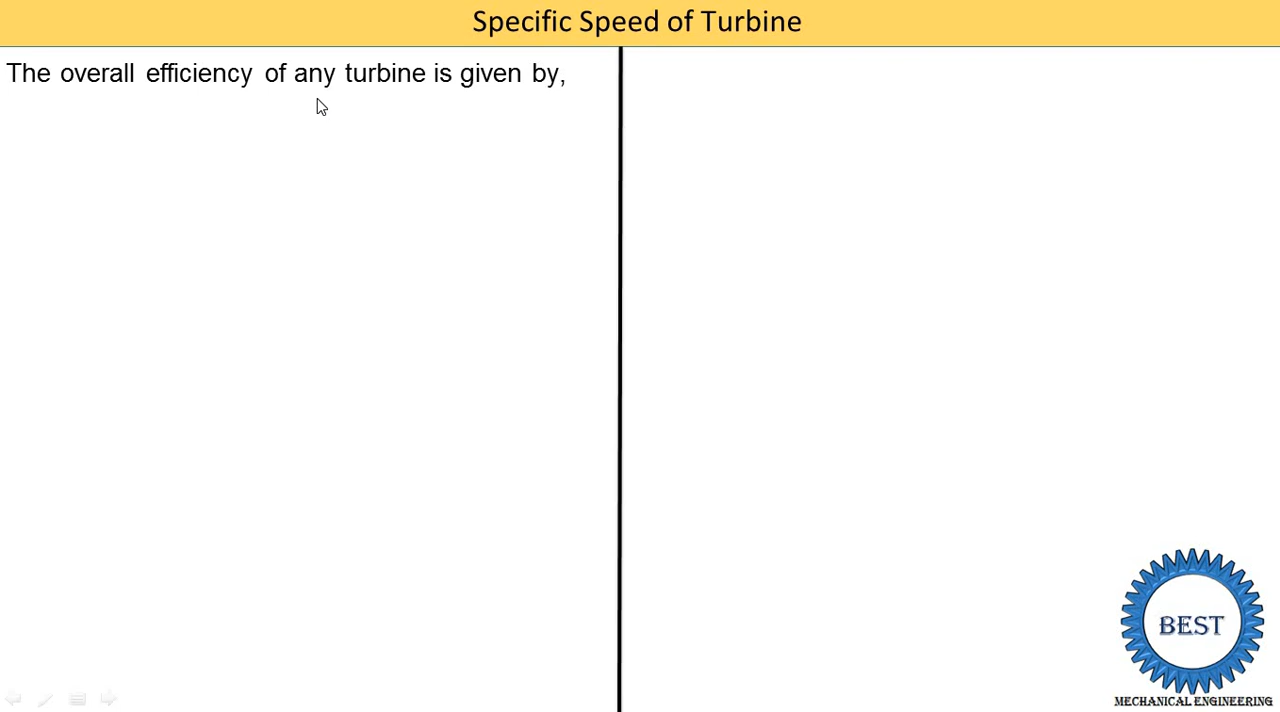 Specific Speed of Turbine
The overall efficiency of any turbine is given by,
BEST
MECHANICAL ENGINEERING